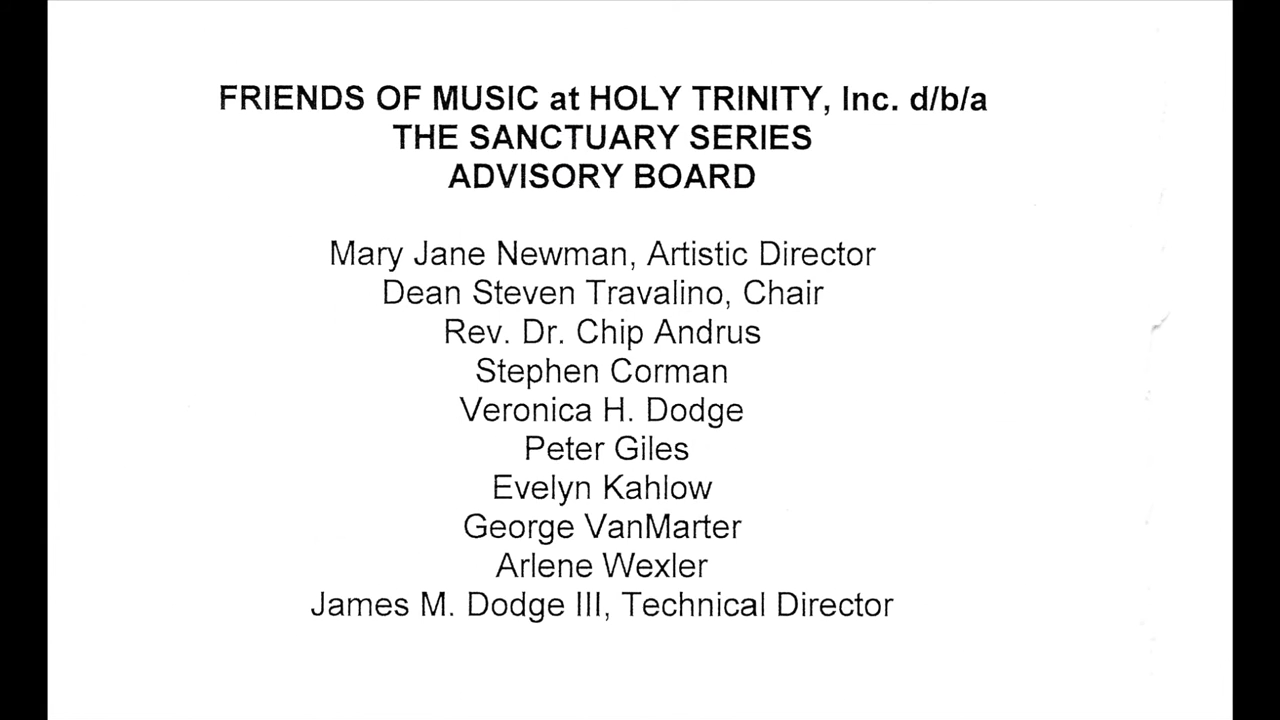 FRIENDS OF MUSIC at HOLY TRINITY, Inc. d/b/a
THE SANCTUARY SERIES
ADVISORY BOARD
Mary Jane Newman, Artistic Director
Dean Steven Travalino, Chair
Rev. Dr. Chip Andrus
Stephen Corman
Veronica H. Dodge
Peter Giles
Evelyn Kahlow
George VanMarter
Arlene Wexler
James M. Dodge III, Technical Director